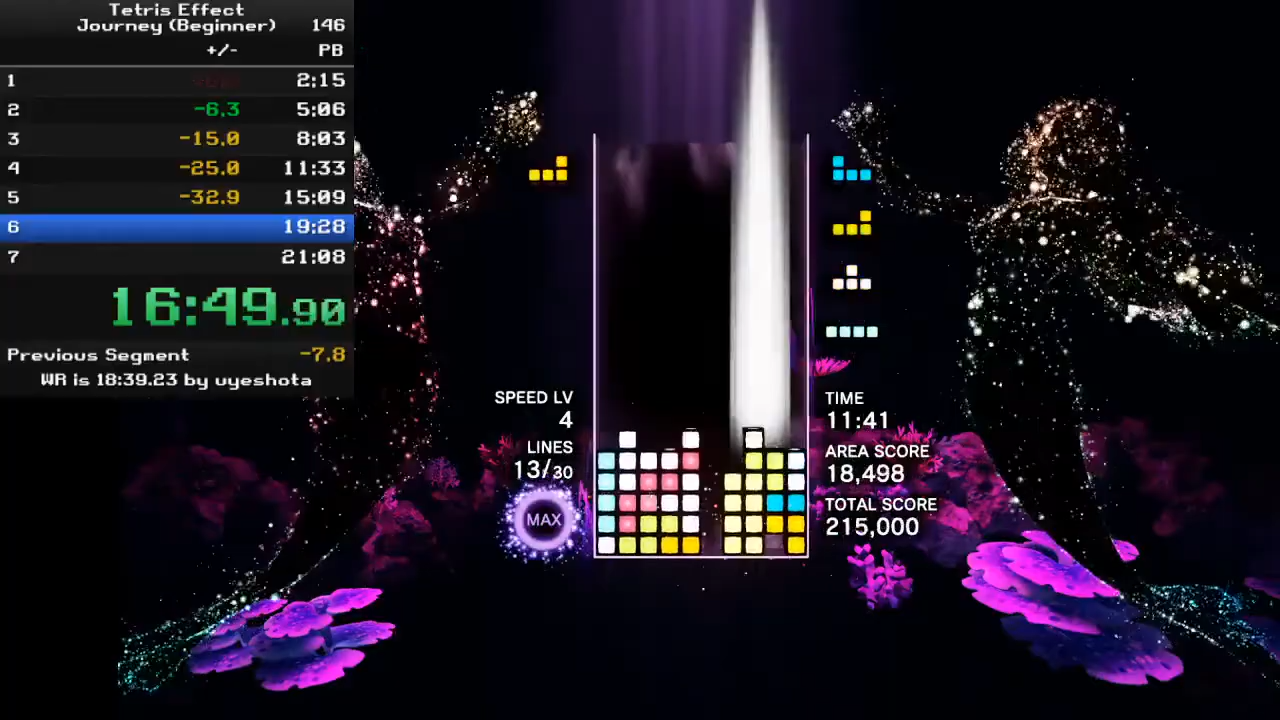 Tetris Effect
Journey (Beginner) 146
+/- PB
1 2:15
2 -6.3 5:06
3 -15.0 8:03
4 -25.0 11:33
5 -32.9 15:09
6 19:28
7 21:08
16:49.90
Previous Segment -7.8
WR is 18:39.23 by uyeshota
SPEED LV
4
LINES
13/30
MAX
TIME
11:41
AREA SCORE
18,498
TOTAL SCORE
215,000